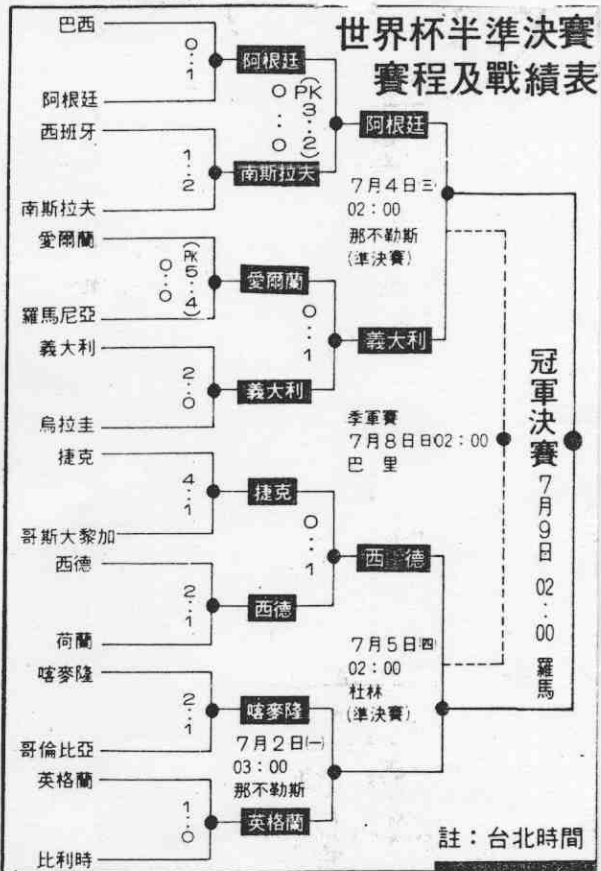 世界杯半準決賽
賽程及戰績表
巴西
0:1
阿根廷
西班牙
1:2
南斯拉夫
愛爾蘭
0:0
(PK 5:4)
羅馬尼亞
義大利
2:0
烏拉圭
捷克
4:1
哥斯大黎加
西德
2:1
荷蘭
喀麥隆
2:1
哥倫比亞
英格蘭
1:0
比利時
阿根廷
0:0
(PK 3:2)
南斯拉夫
愛爾蘭
0:1
義大利
捷克
0:1
西德
喀麥隆
7月2日(一)
03:00
那不勒斯
英格蘭
阿根廷
7月4日(三)
02:00
那不勒斯
(準決賽)
義大利
季軍賽
7月8日日02:00
巴 里
西德
7月5日(四)
02:00
杜林
(準決賽)
冠軍決賽 7月9日 02:00 羅馬
註:台北時間